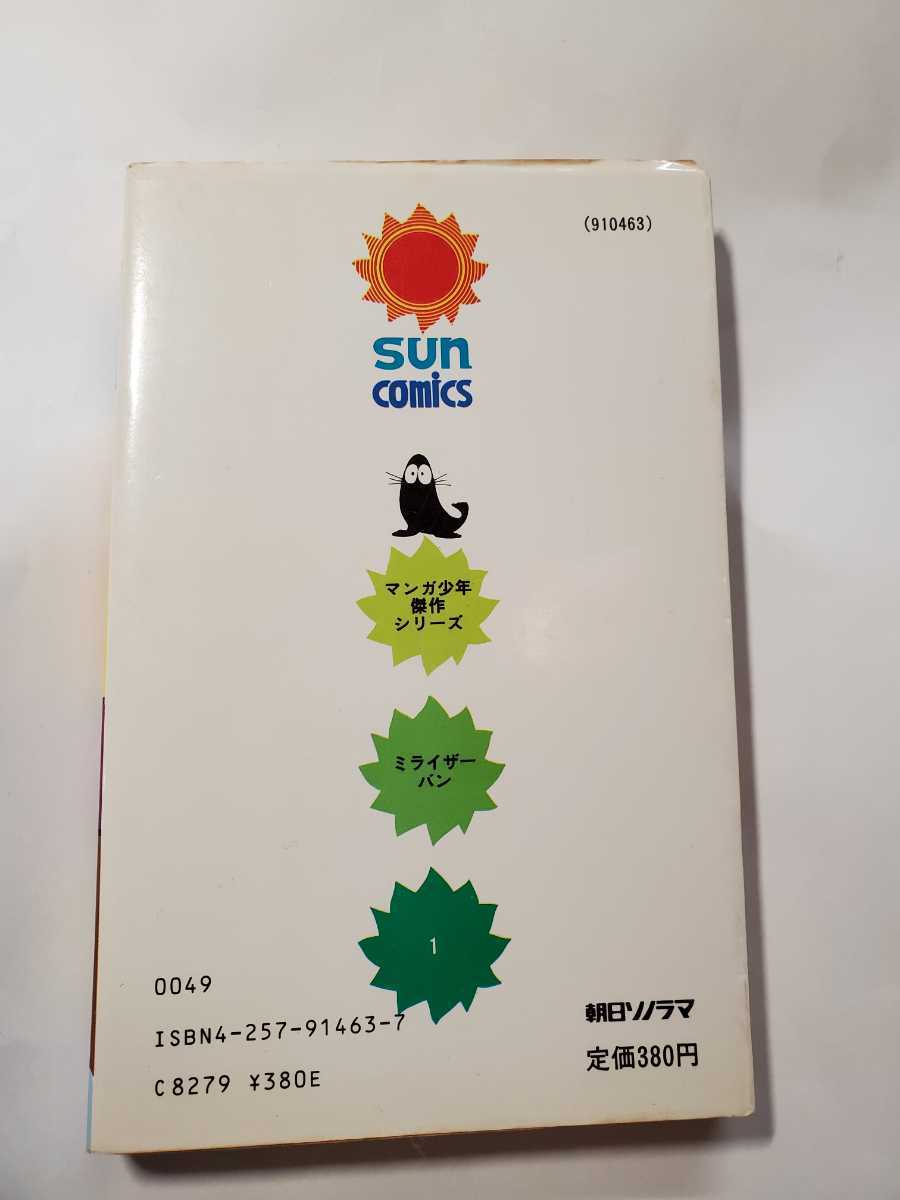 (910463)
sun
comics
マンガ少年
傑作
シリーズ
ミライザー
バン
1
0049
ISBN4-257-91463-7
C8279 ¥380E
朝日ソノラマ
定価380円